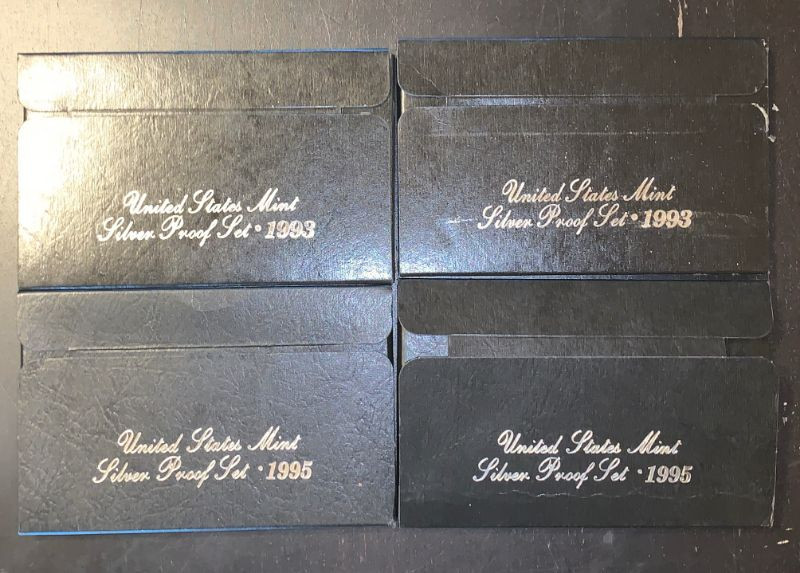 United States Mint
Silver Proof Set • 1993
United States Mint
Silver Proof Set • 1993
United States Mint
Silver Proof Set • 1995
United States Mint
Silver Proof Set • 1995